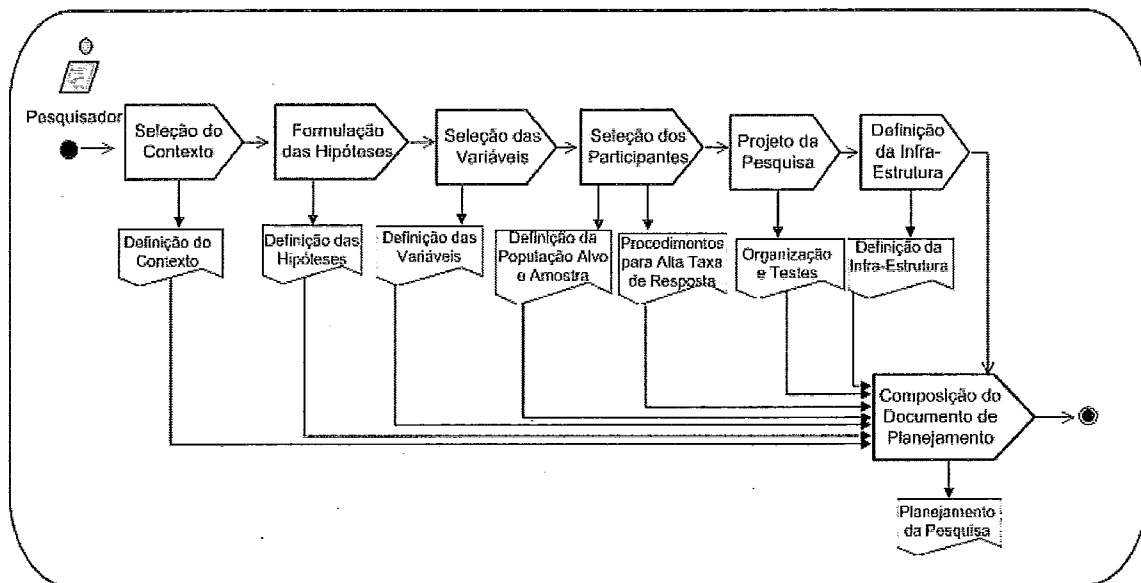 Pesquisador
Seleção do
Contexto
Formulação
das Hipóteses
Seleção das
Variáveis
Seleção dos
Participantes
Projeto da
Pesquisa
Definição
da Infra-
Estrutura
Definição do
Contexto
Definição das
Hipóteses
Definição das
Variáveis
Definição da
População Alvo
e Amostra
Procedimentos
para Alta Taxa
de Resposta
Organização
e Testes
Definição da
Infra-Estrutura
Composição do
Documento de
Planejamento
Planejamento
da Pesquisa